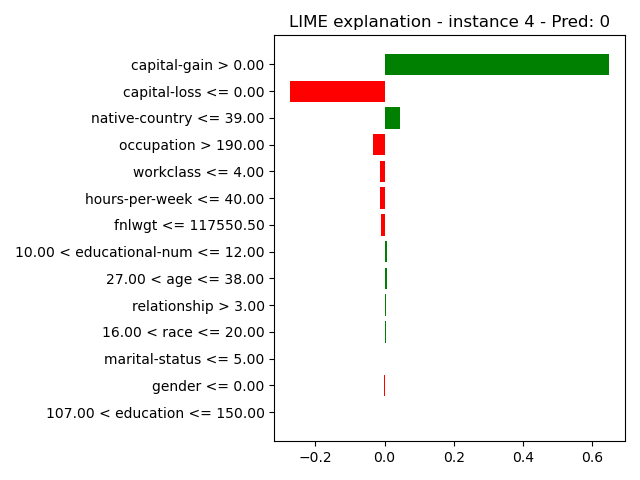 LIME explanation - instance 4 - Pred: 0
capital-gain > 0.00
capital-loss <= 0.00
native-country <= 39.00
occupation > 190.00
workclass <= 4.00
hours-per-week <= 40.00
fnlwgt <= 117550.50
10.00 < educational-num <= 12.00
27.00 < age <= 38.00
relationship > 3.00
16.00 < race <= 20.00
marital-status <= 5.00
gender <= 0.00
107.00 < education <= 150.00
−0.2 0.0 0.2 0.4 0.6